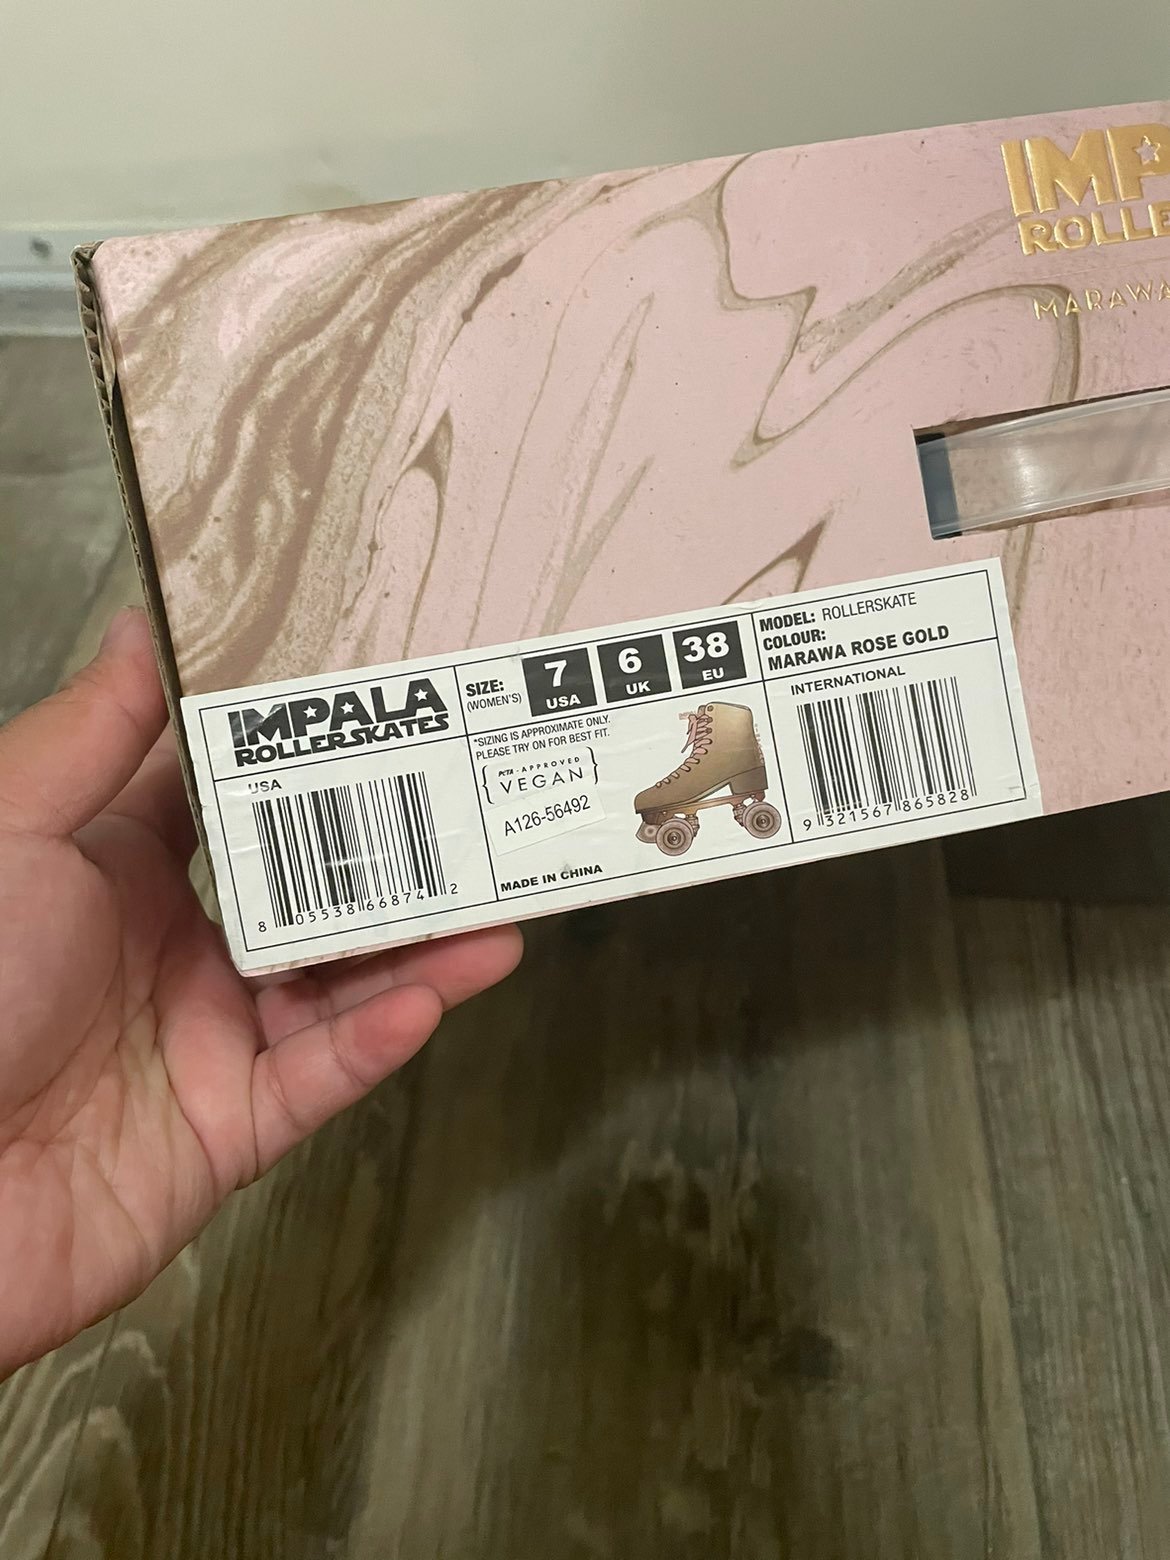 IMPA
ROLLE
MARAWA
IMPALA
ROLLERSKATES
USA
8 05538 66874 2
SIZE:
(WOMEN'S)
7
USA
6
UK
38
EU
*SIZING IS APPROXIMATE ONLY.
PLEASE TRY ON FOR BEST FIT.
PETA-APPROVED
VEGAN
A126-56492
MADE IN CHINA
MODEL: ROLLERSKATE
COLOUR:
MARAWA ROSE GOLD
INTERNATIONAL
9 321567 865828